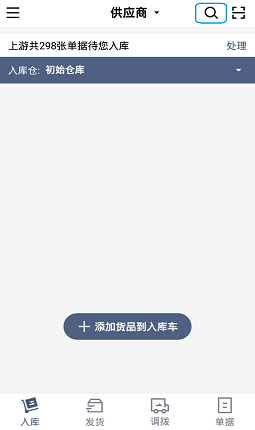 供应商
上游共298张单据待您入库 处理
入库仓: 初始仓库
添加货品到入库车
入库 发货 调拨 单据